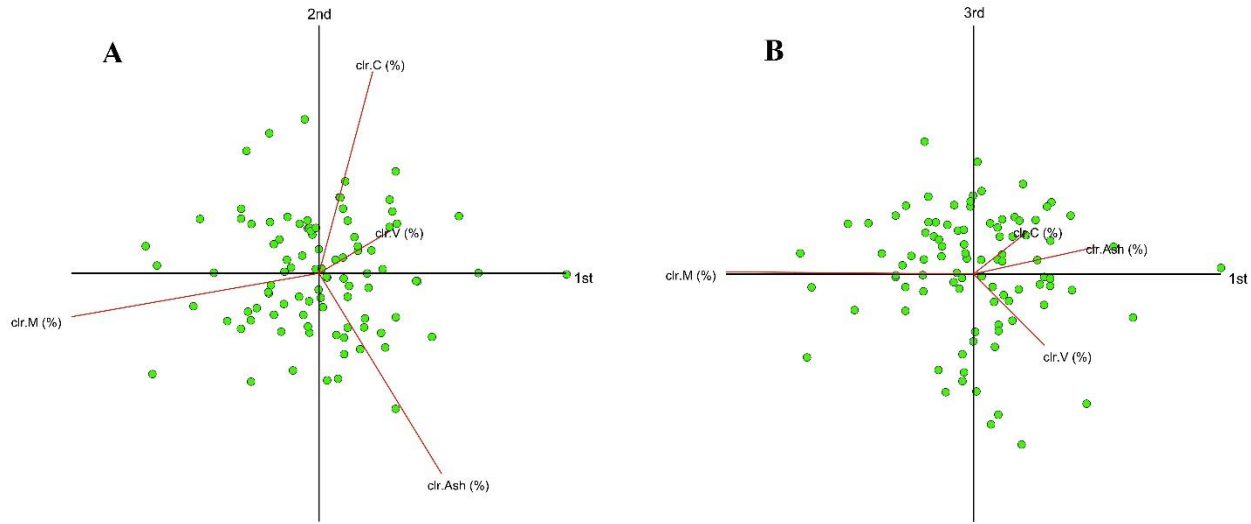 A
2nd
clr.C (%)
clr.V (%)
1st
clr.M (%)
clr.Ash (%)
B
3rd
clr.C (%)
clr.Ash (%)
clr.M (%)
1st
clr.V (%)